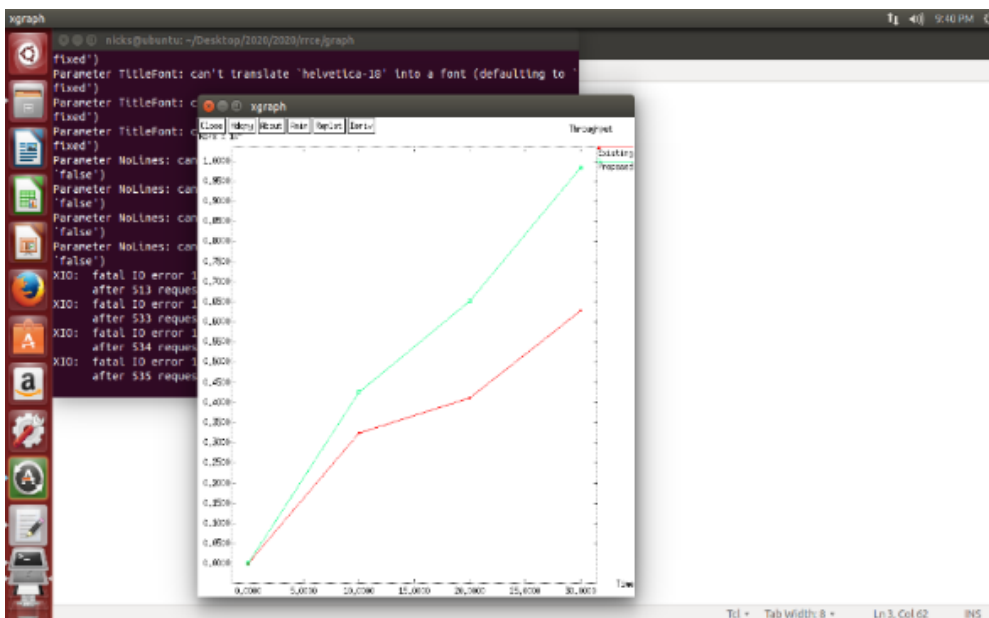 xgraph
9:40 PM
nicks@ubuntu: ~/Desktop/2020/2020/rrce/graph
fixed')
Parameter TitleFont: can't translate `helvetica-18' into a font (defaulting to `
fixed')
Parameter TitleFont: c
fixed')
Parameter TitleFont: c
fixed')
Parameter NoLines: can
`false')
Parameter NoLines: can
`false')
Parameter NoLines: can
`false')
Parameter NoLines: can
`false')
XIO: fatal IO error 1
after 513 reques
XIO: fatal IO error 1
after 533 reques
XIO: fatal IO error 1
after 534 reques
XIO: fatal IO error 1
after 535 reques
xgraph
Close Hdcpy About
Throughput
Existing
Proposed
1.0000
0.9500
0.9000
0.8500
0.8000
0.7500
0.7000
0.6500
0.6000
0.5500
0.5000
0.4500
0.4000
0.3500
0.3000
0.2500
0.2000
0.1500
0.1000
0.0500
0.0000
0.0000 5.0000 10.0000 15.0000 20.0000 25.0000 30.0000
Time
Tcl Tab Width: 8 Ln 3, Col 62 INS